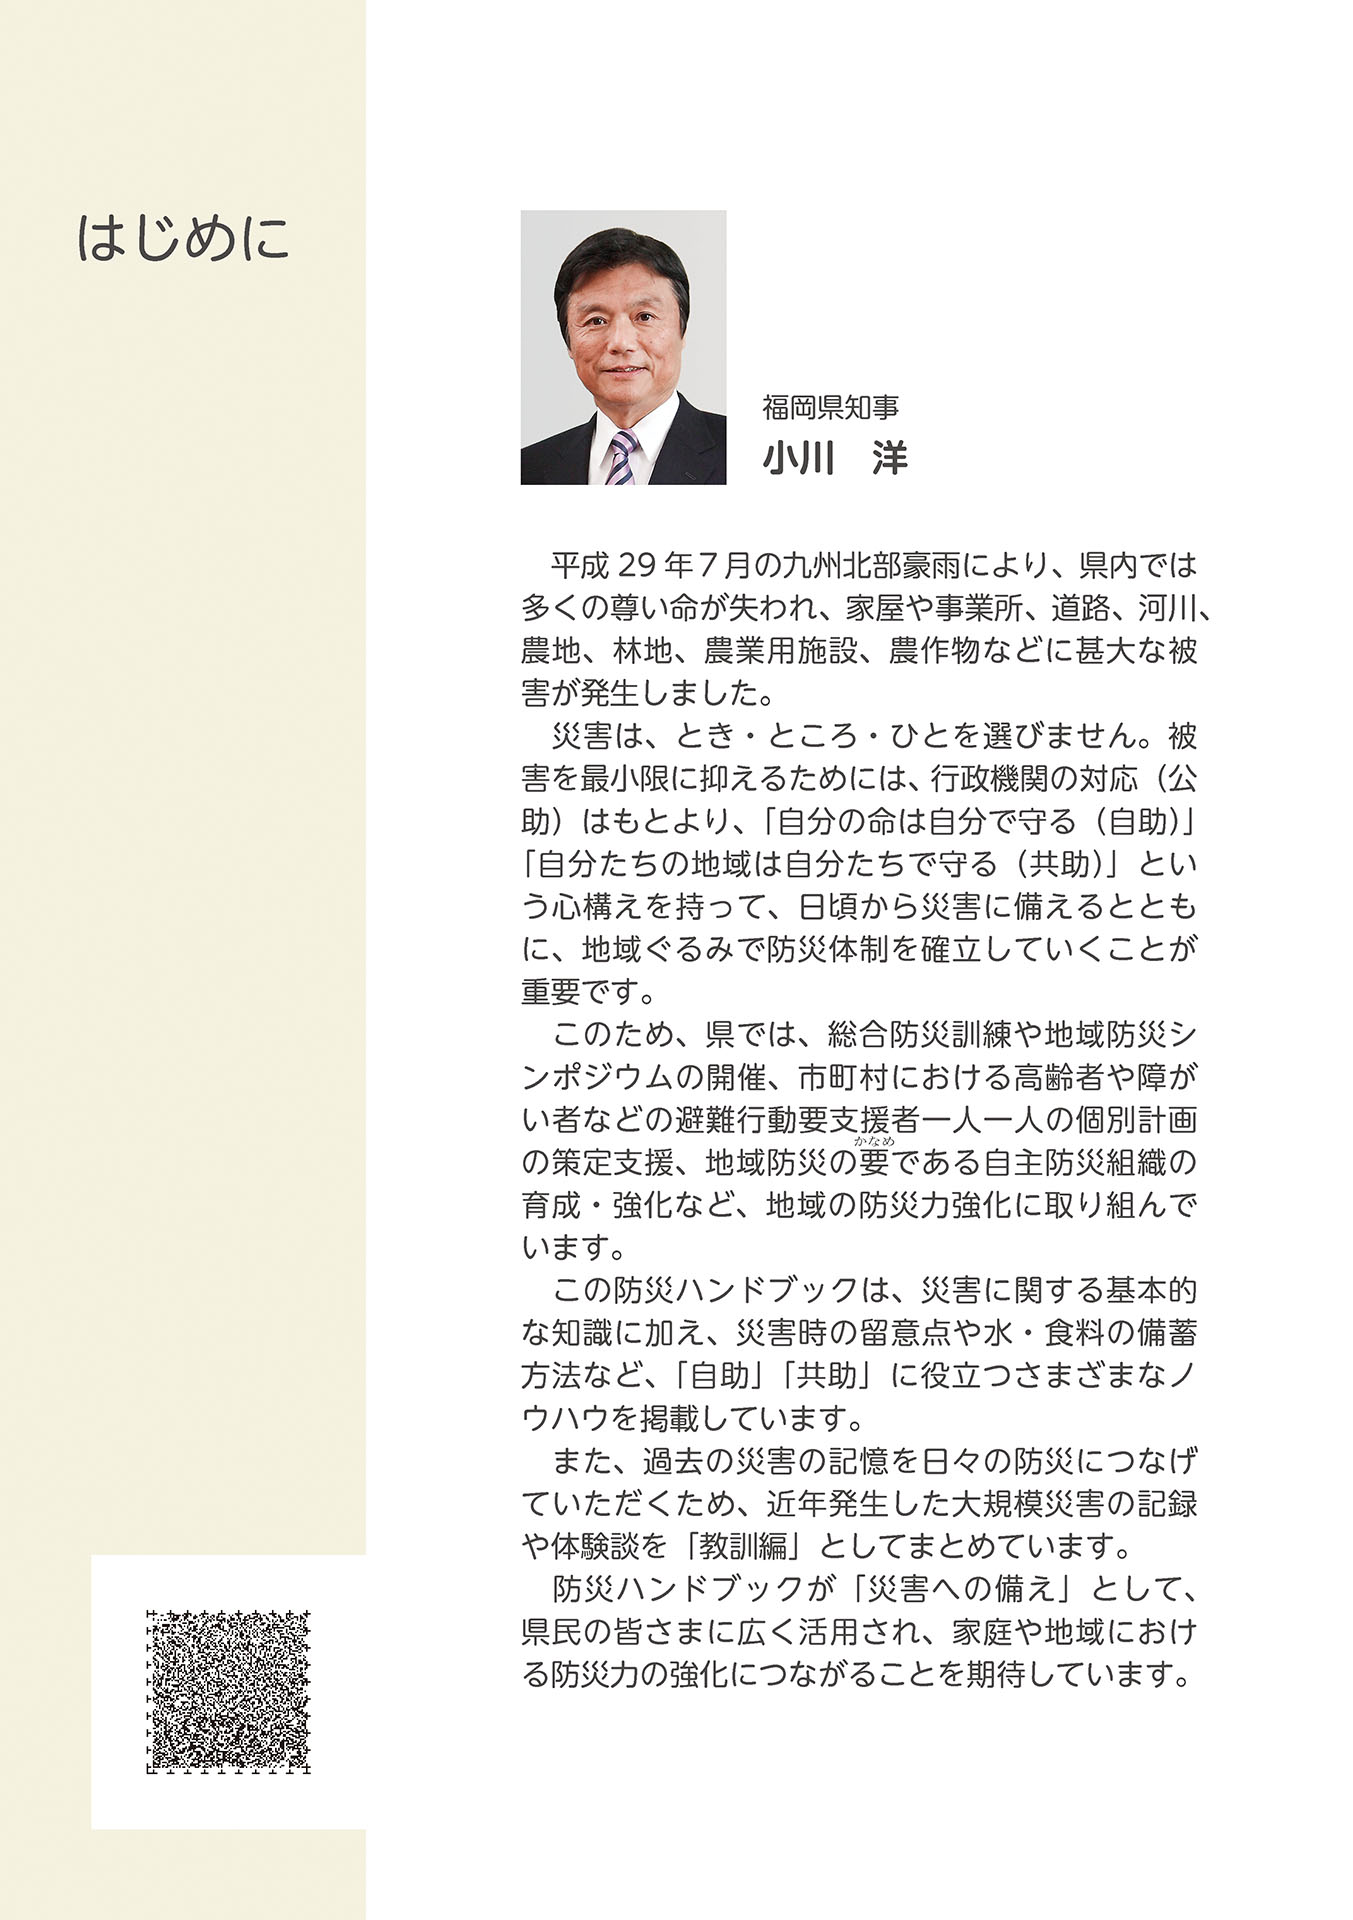 はじめに
福岡県知事
小川　洋
　平成 29 年７月の九州北部豪雨により、県内では
多くの尊い命が失われ、家屋や事業所、道路、河川、
農地、林地、農業用施設、農作物などに甚大な被
害が発生しました。
　災害は、とき・ところ・ひとを選びません。被
害を最小限に抑えるためには、行政機関の対応（公
助）はもとより、「自分の命は自分で守る（自助）」
「自分たちの地域は自分たちで守る（共助）」とい
う心構えを持って、日頃から災害に備えるととも
に、地域ぐるみで防災体制を確立していくことが
重要です。
　このため、県では、総合防災訓練や地域防災シ
ンポジウムの開催、市町村における高齢者や障が
い者などの避難行動要支援者一人一人の個別計画
かなめ
の策定支援、地域防災の要である自主防災組織の
育成・強化など、地域の防災力強化に取り組んで
います。
　この防災ハンドブックは、災害に関する基本的
な知識に加え、災害時の留意点や水・食料の備蓄
方法など、「自助」「共助」に役立つさまざまなノ
ウハウを掲載しています。
　また、過去の災害の記憶を日々の防災につなげ
ていただくため、近年発生した大規模災害の記録
や体験談を「教訓編」としてまとめています。
　防災ハンドブックが「災害への備え」として、
県民の皆さまに広く活用され、家庭や地域におけ
る防災力の強化につながることを期待しています。